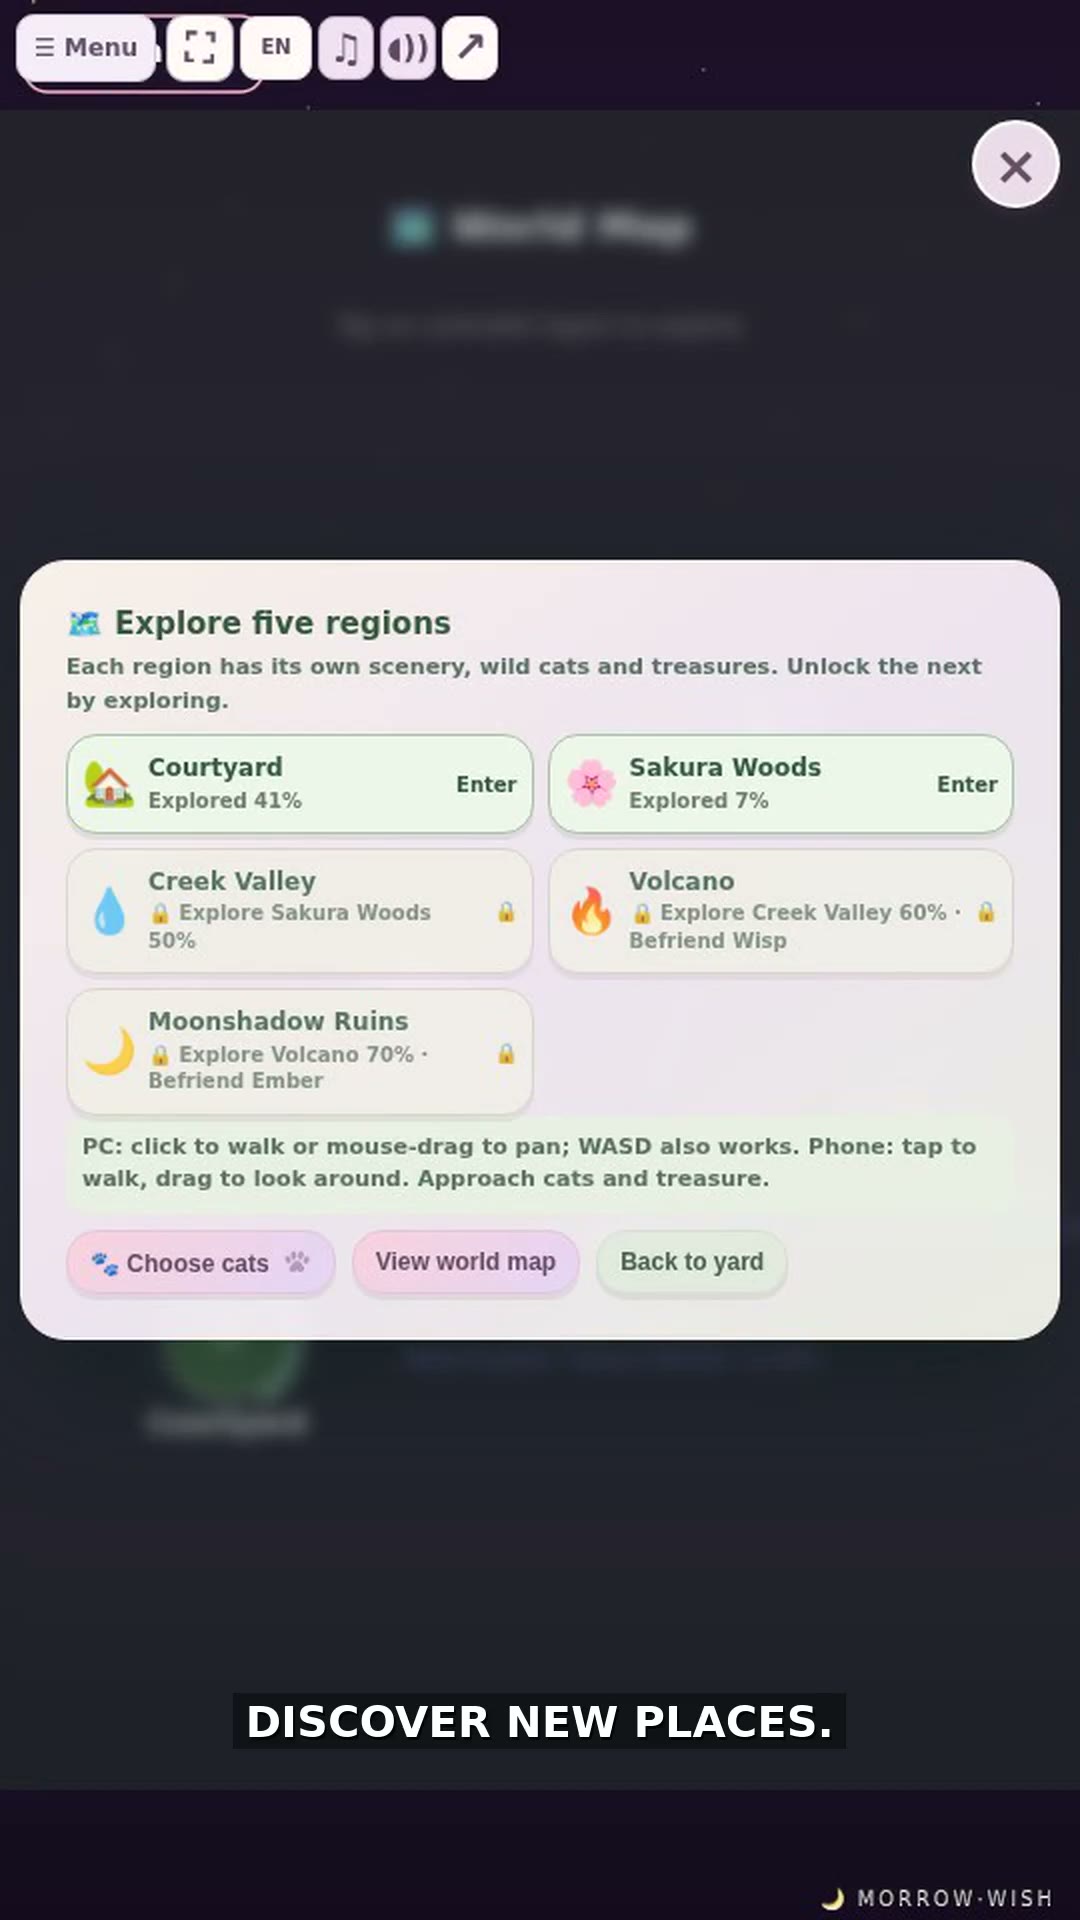 ☰ Menu
EN
World Map
🗺️ Explore five regions
Each region has its own scenery, wild cats and treasures. Unlock the next
by exploring.
Courtyard
Explored 41%
Enter
Sakura Woods
Explored 7%
Enter
Creek Valley
🔒 Explore Sakura Woods
50%
Volcano
🔒 Explore Creek Valley 60% ·
Befriend Wisp
Moonshadow Ruins
🔒 Explore Volcano 70% ·
Befriend Ember
PC: click to walk or mouse-drag to pan; WASD also works. Phone: tap to
walk, drag to look around. Approach cats and treasure.
🐾 Choose cats
View world map
Back to yard
Courtyard
DISCOVER NEW PLACES.
🌙 MORROW·WISH